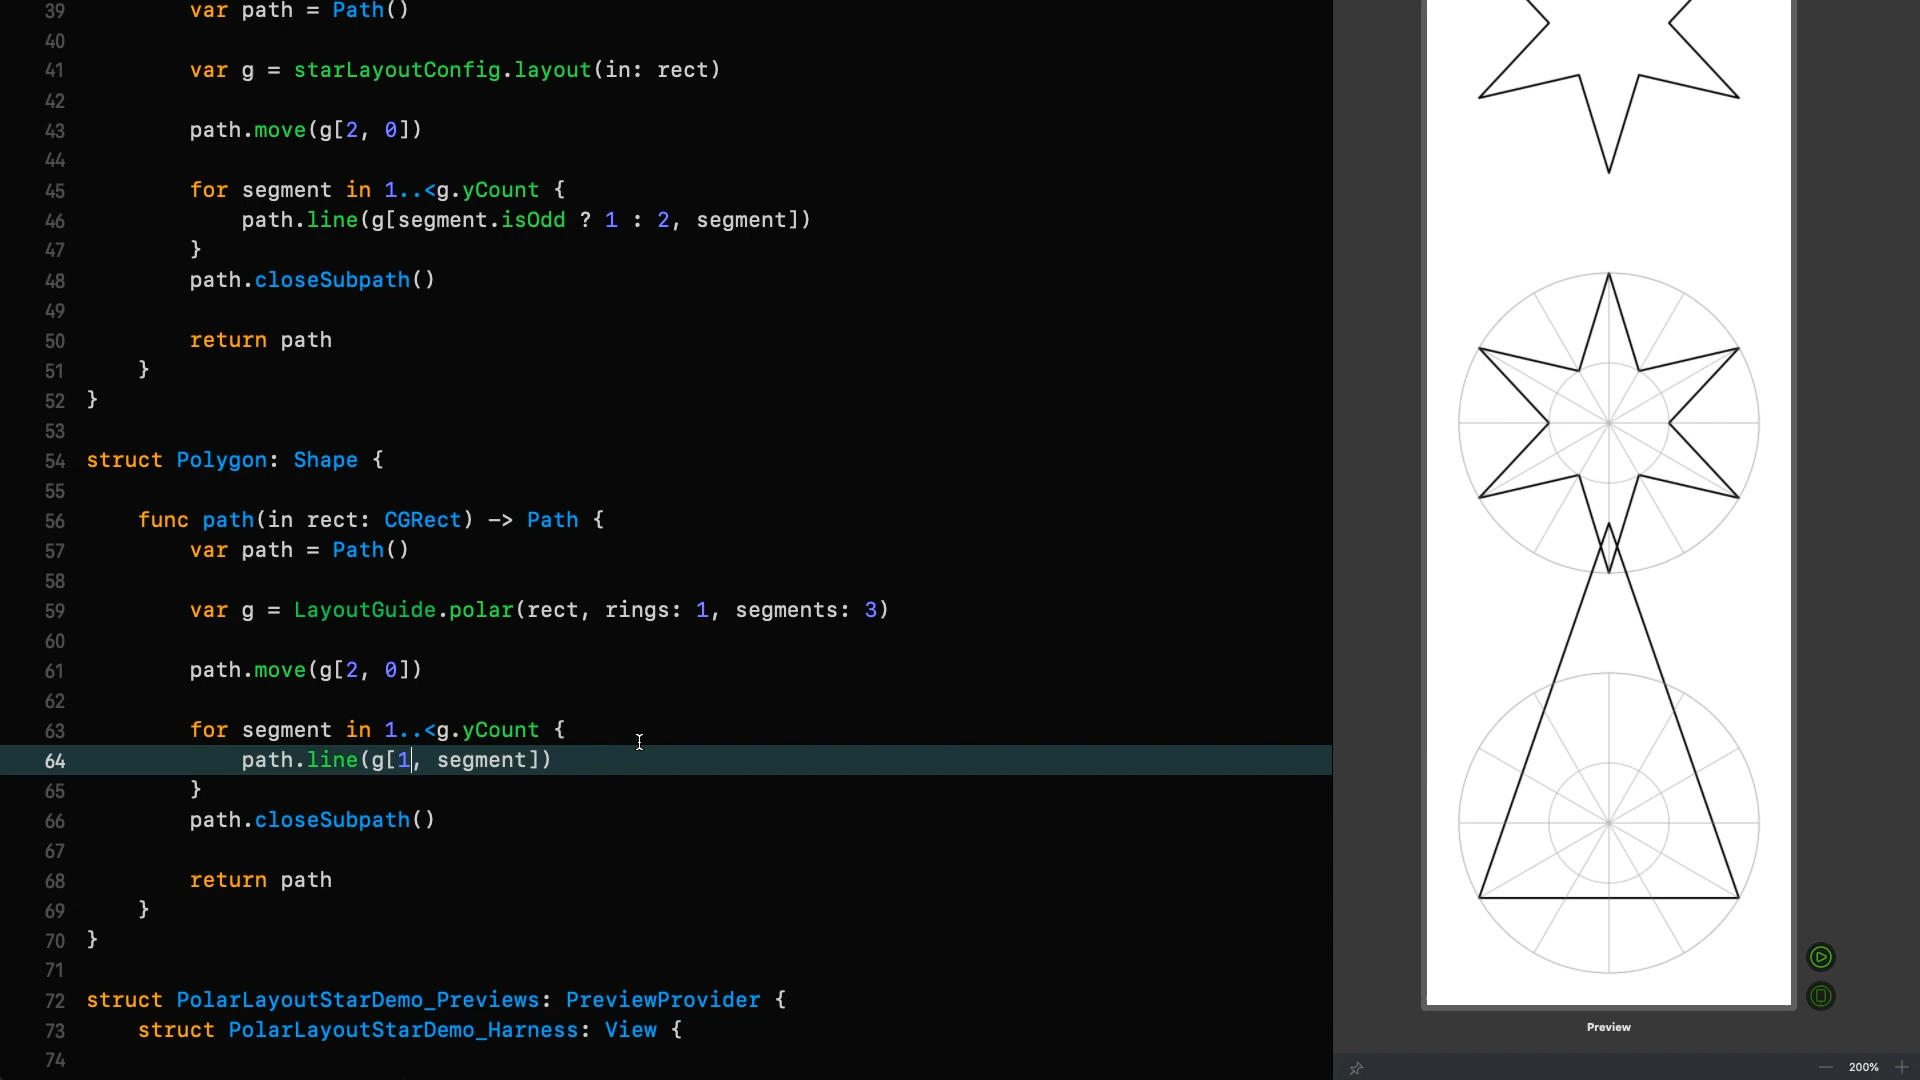 39 var path = Path()
40
41 var g = starLayoutConfig.layout(in: rect)
42
43 path.move(g[2, 0])
44
45 for segment in 1..<g.yCount {
46 path.line(g[segment.isOdd ? 1 : 2, segment])
47 }
48 path.closeSubpath()
49
50 return path
51 }
52 }
53
54 struct Polygon: Shape {
55
56 func path(in rect: CGRect) -> Path {
57 var path = Path()
58
59 var g = LayoutGuide.polar(rect, rings: 1, segments: 3)
60
61 path.move(g[2, 0])
62
63 for segment in 1..<g.yCount {
64 path.line(g[1, segment])
65 }
66 path.closeSubpath()
67
68 return path
69 }
70 }
71
72 struct PolarLayoutStarDemo_Previews: PreviewProvider {
73 struct PolarLayoutStarDemo_Harness: View {
74
Preview
200%